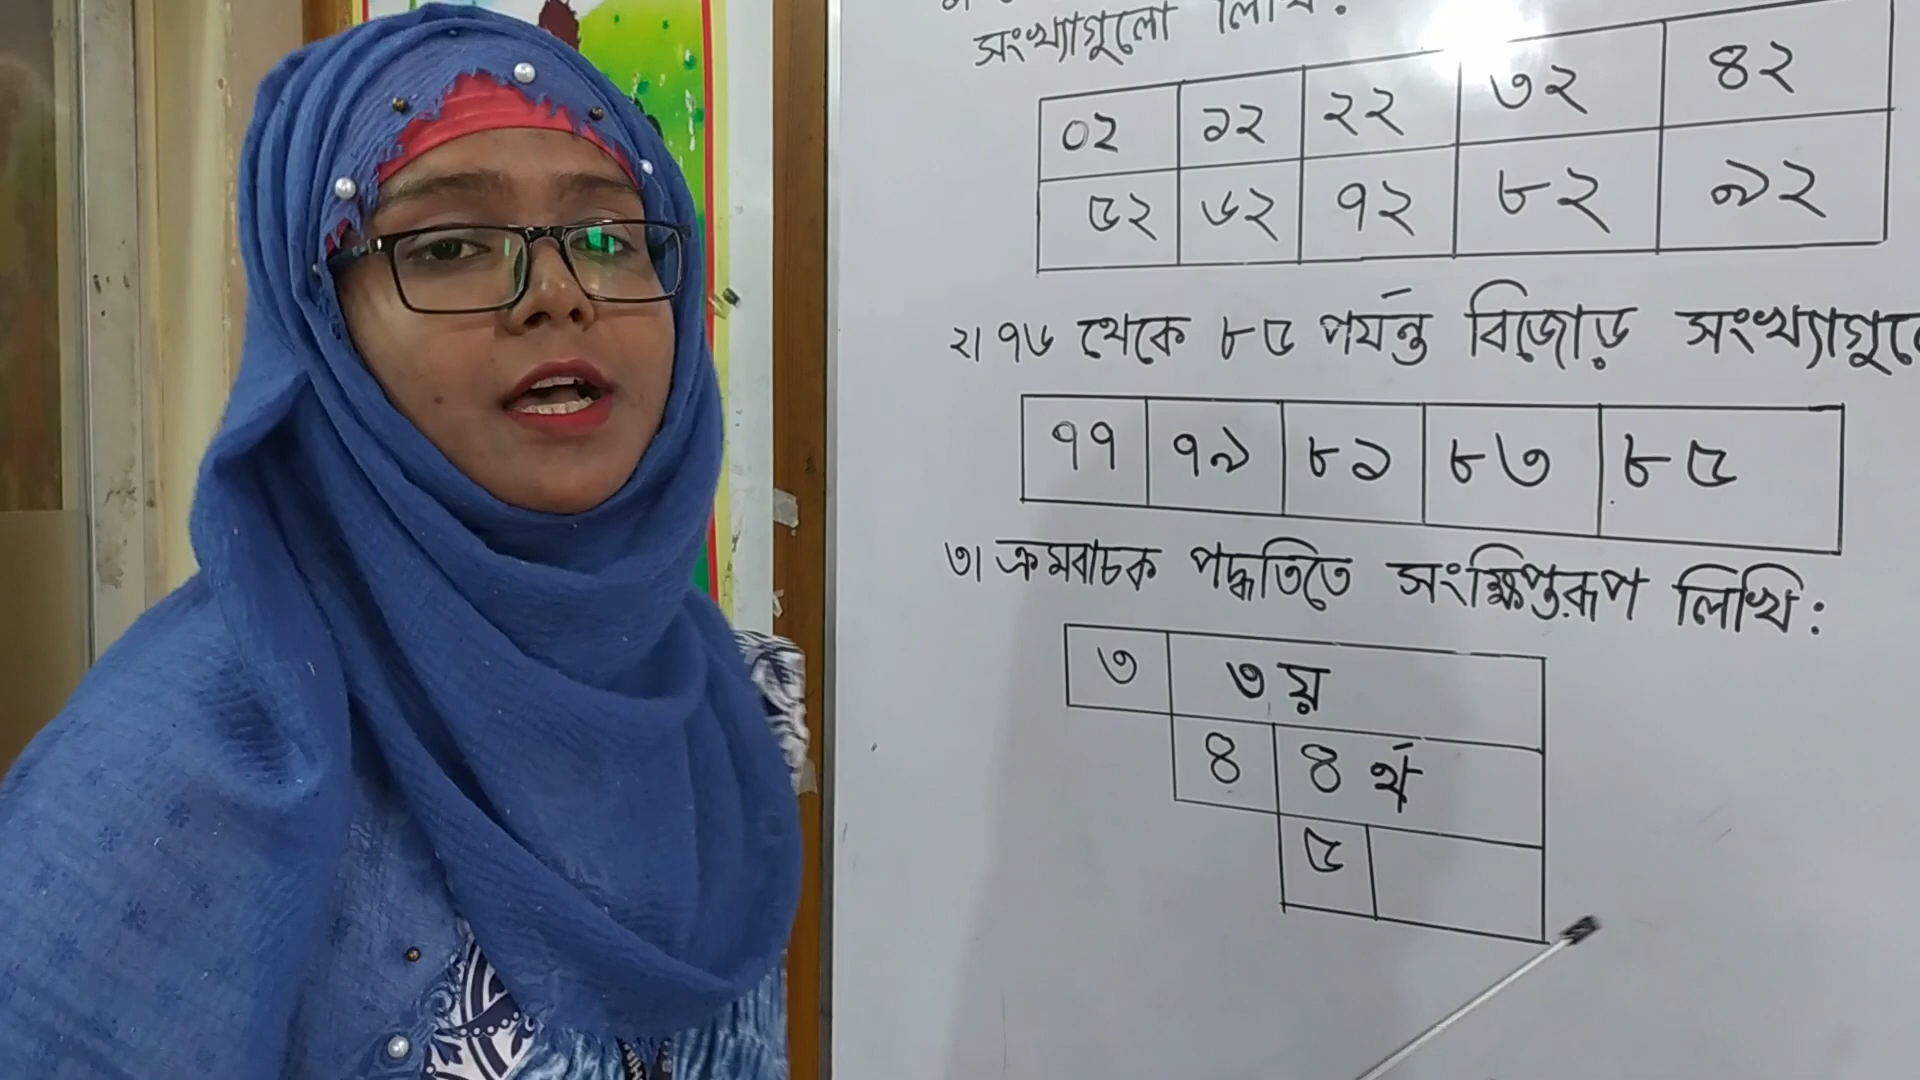 সংখ্যাগুলো লিখি:
০২ ১২ ২২ ৩২ ৪২
৫২ ৬২ ৭২ ৮২ ৯২
২। ৭৬ থেকে ৮৫ পর্যন্ত বিজোড়
৭৭ ৭৯ ৮১ ৮৩ ৮৫
৩। ক্রমবাচক পদ্ধতিতে সংক্ষিপ্তরূপ লিখি:
৩ ৩য়
৪ ৪র্থ
৫